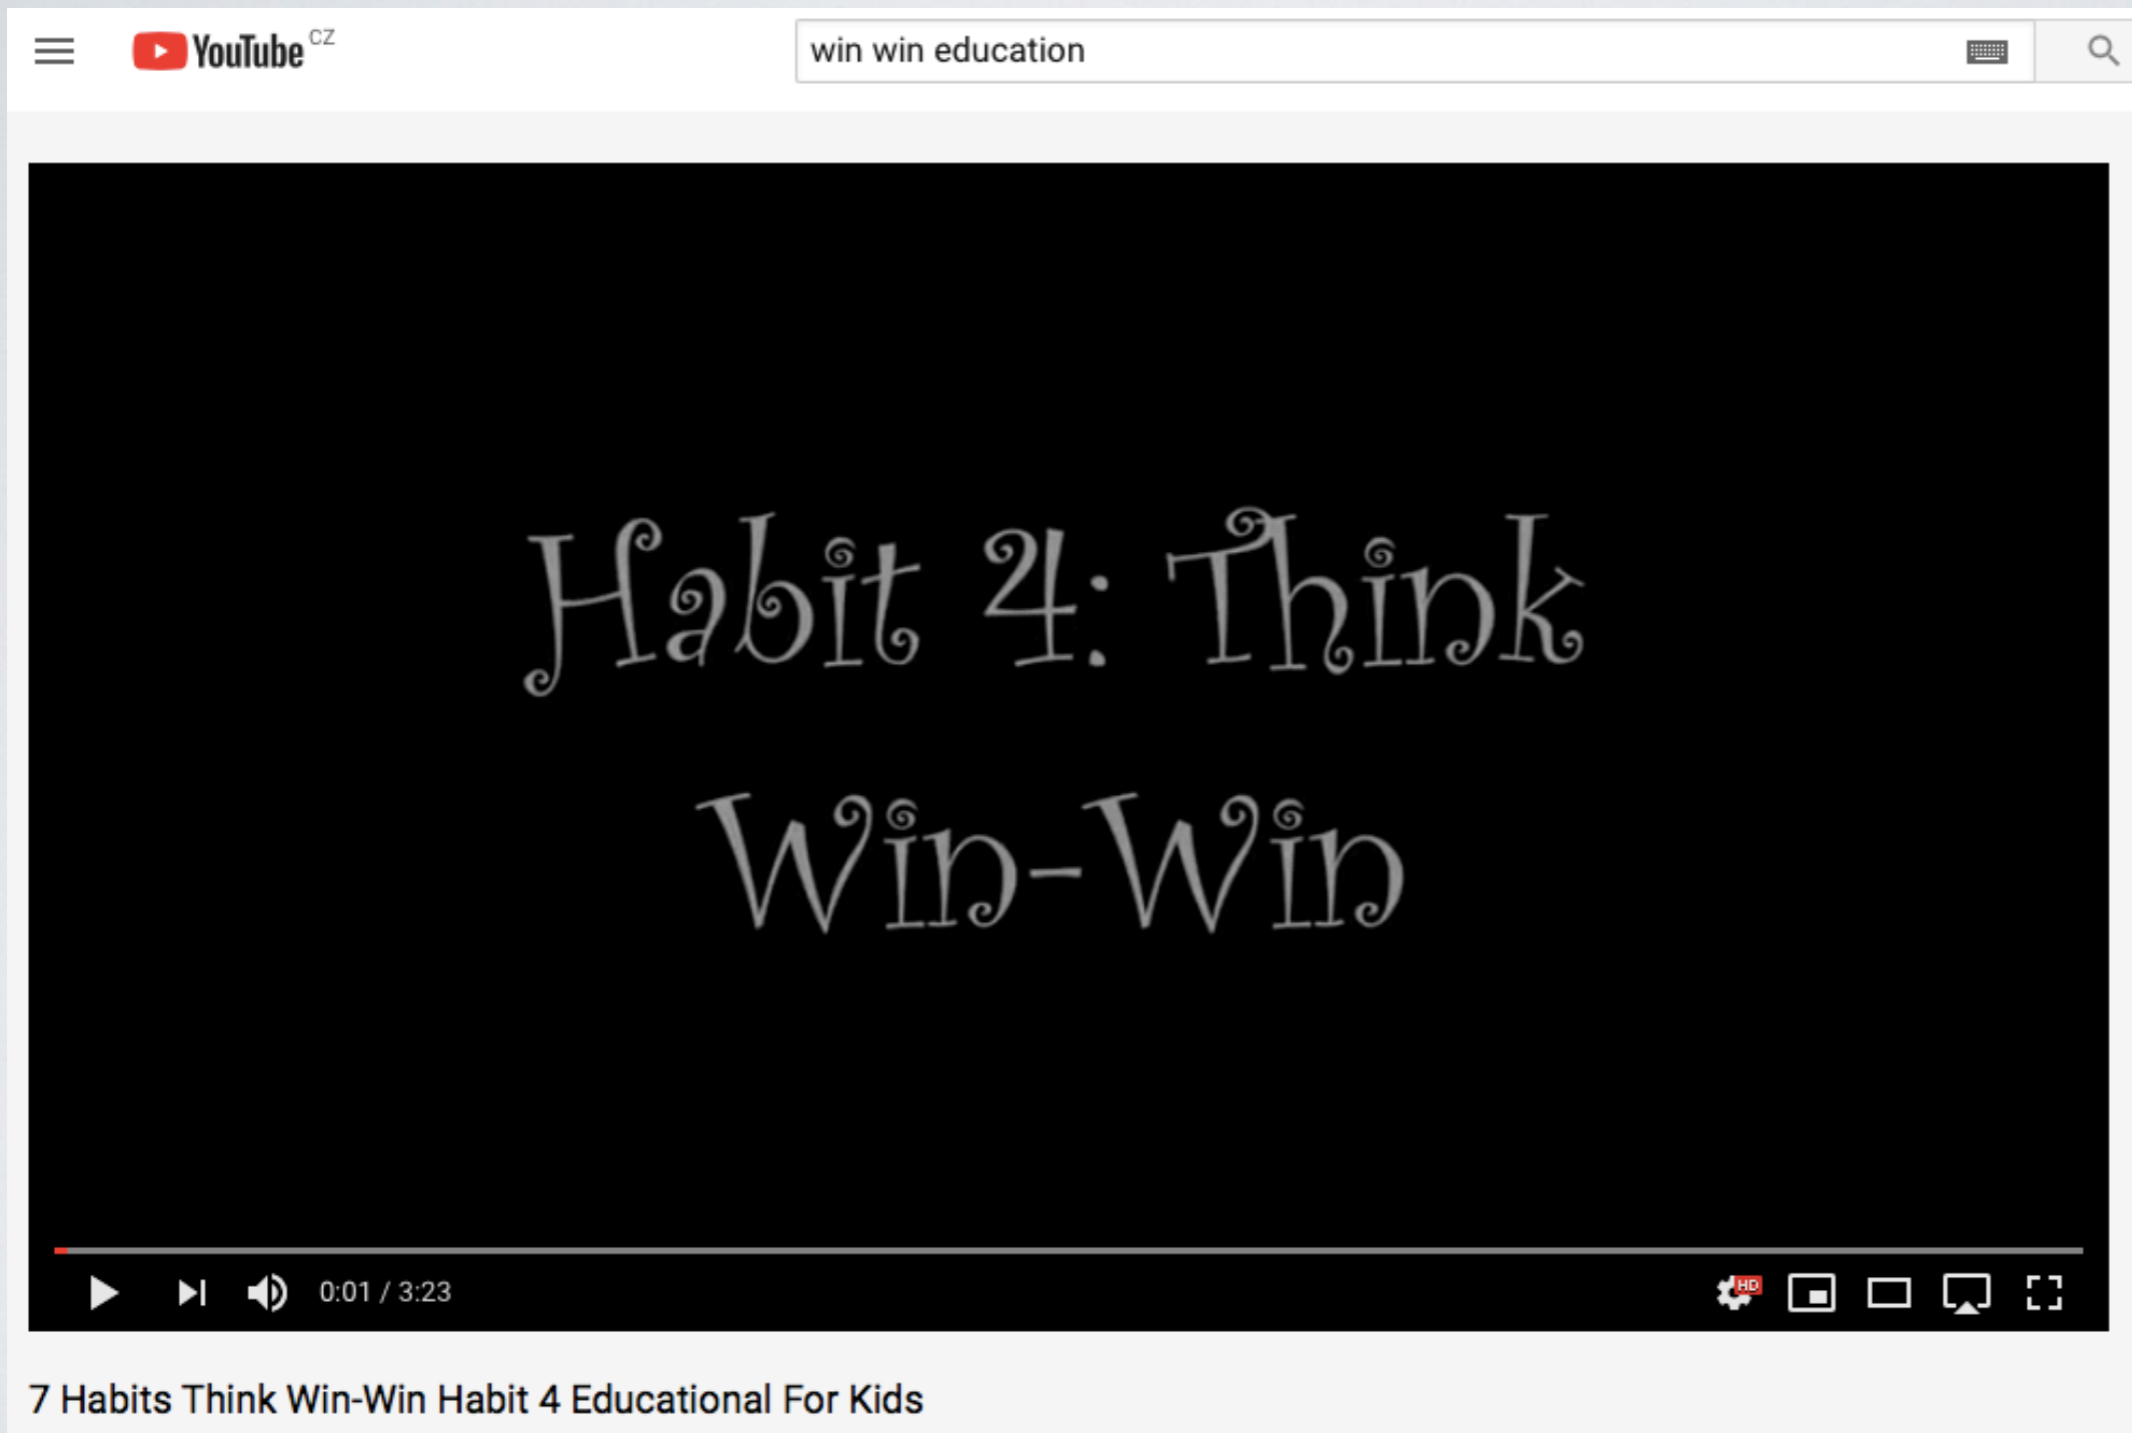 YouTube CZ
win win education
Habit 4: Think
Win-Win
0:01 / 3:23
HD
7 Habits Think Win-Win Habit 4 Educational For Kids